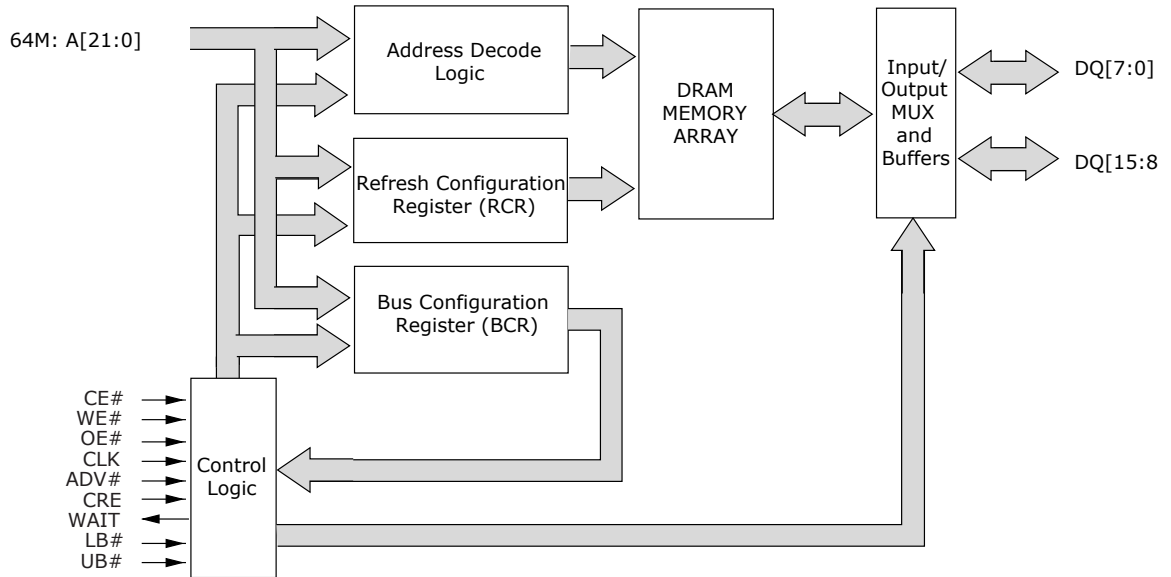 64M: A[21:0]
Address Decode
Logic
Refresh Configuration
Register (RCR)
Bus Configuration
Register (BCR)
DRAM
MEMORY
ARRAY
Input/
Output
MUX
and
Buffers
DQ[7:0]
DQ[15:8
CE#
WE#
OE#
CLK
ADV#
CRE
WAIT
LB#
UB#
Control
Logic